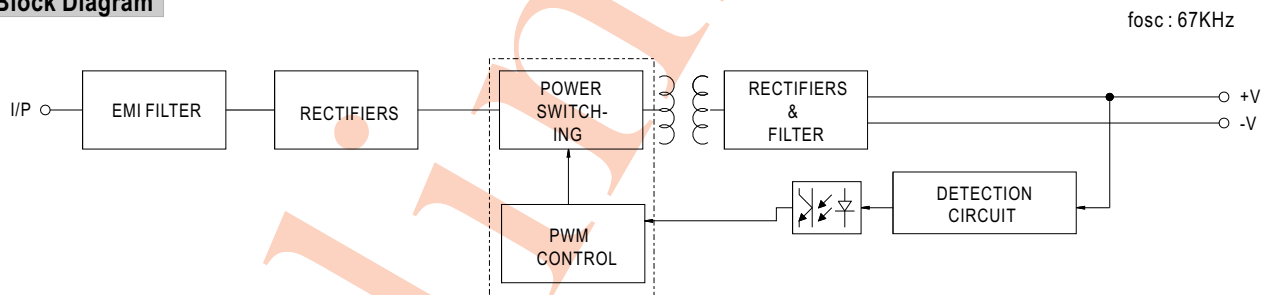 Block Diagram
fosc : 67KHz
I/P
EMI FILTER
RECTIFIERS
POWER
SWITCH-
ING
RECTIFIERS
&
FILTER
+V
-V
DETECTION
CIRCUIT
PWM
CONTROL